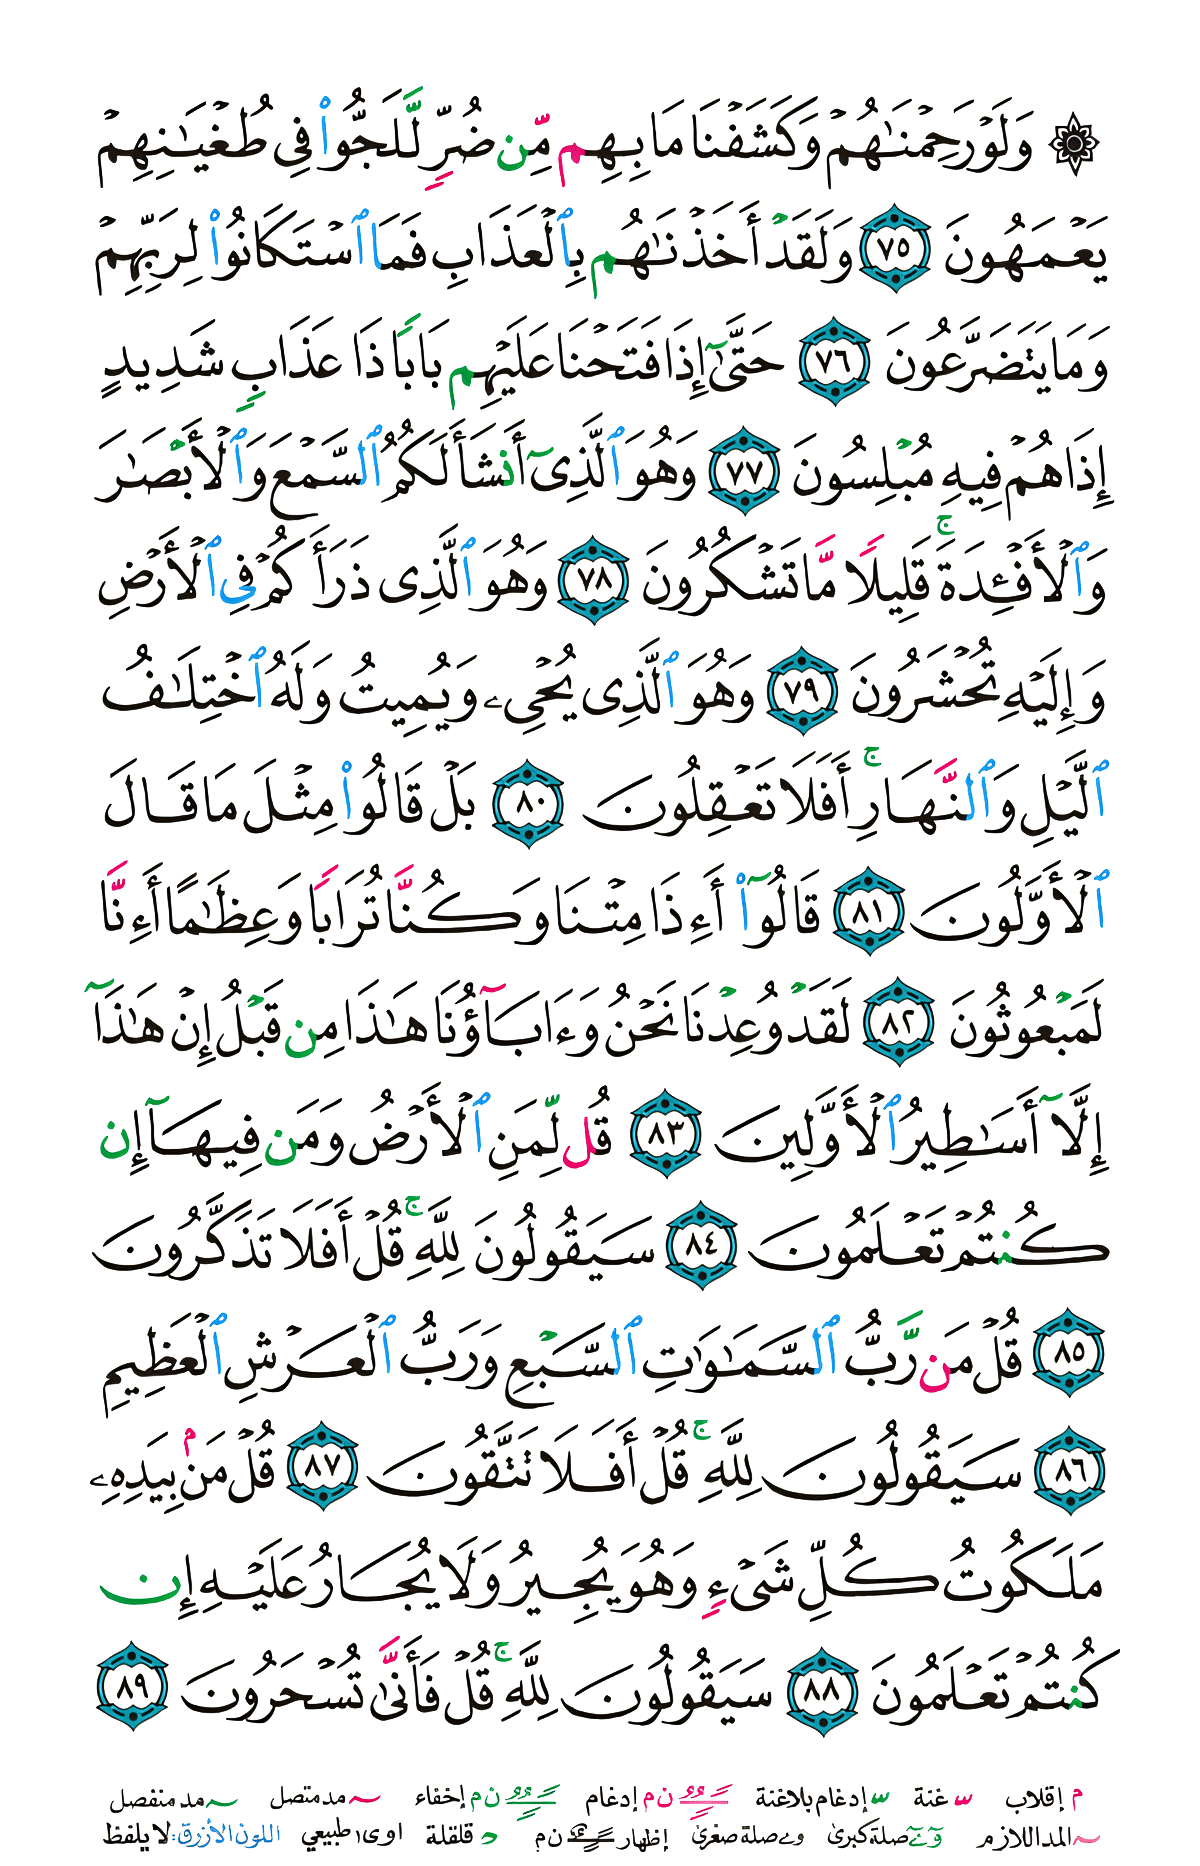 ۞ وَلَوۡ رَحِمۡنَٰهُمۡ وَكَشَفۡنَا مَا بِهِم مِّن ضُرّٖ لَّلَجُّواْ فِي طُغۡيَٰنِهِمۡ
يَعۡمَهُونَ ٧٥ وَلَقَدۡ أَخَذۡنَٰهُم بِٱلۡعَذَابِ فَمَا ٱسۡتَكَانُواْ لِرَبِّهِمۡ
وَمَا يَتَضَرَّعُونَ ٧٦ حَتَّىٰٓ إِذَا فَتَحۡنَا عَلَيۡهِم بَابٗا ذَا عَذَابٖ شَدِيدٍ
إِذَا هُمۡ فِيهِ مُبۡلِسُونَ ٧٧ وَهُوَ ٱلَّذِيٓ أَنشَأَ لَكُمُ ٱلسَّمۡعَ وَٱلۡأَبۡصَٰرَ
وَٱلۡأَفۡـِٔدَةَۚ قَلِيلٗا مَّا تَشۡكُرُونَ ٧٨ وَهُوَ ٱلَّذِي ذَرَأَكُمۡ فِي ٱلۡأَرۡضِ
وَإِلَيۡهِ تُحۡشَرُونَ ٧٩ وَهُوَ ٱلَّذِي يُحۡيِۦ وَيُمِيتُ وَلَهُ ٱخۡتِلَٰفُ
ٱلَّيۡلِ وَٱلنَّهَارِۚ أَفَلَا تَعۡقِلُونَ ٨٠ بَلۡ قَالُواْ مِثۡلَ مَا قَالَ
ٱلۡأَوَّلُونَ ٨١ قَالُوٓاْ أَءِذَا مِتۡنَا وَكُنَّا تُرَابٗا وَعِظَٰمًا أَءِنَّا
لَمَبۡعُوثُونَ ٨٢ لَقَدۡ وُعِدۡنَا نَحۡنُ وَءَابَآؤُنَا هَٰذَا مِن قَبۡلُ إِنۡ هَٰذَآ
إِلَّآ أَسَٰطِيرُ ٱلۡأَوَّلِينَ ٨٣ قُل لِّمَنِ ٱلۡأَرۡضُ وَمَن فِيهَآ إِن
كُنتُمۡ تَعۡلَمُونَ ٨٤ سَيَقُولُونَ لِلَّهِۚ قُلۡ أَفَلَا تَذَكَّرُونَ
٨٥ قُلۡ مَن رَّبُّ ٱلسَّمَٰوَٰتِ ٱلسَّبۡعِ وَرَبُّ ٱلۡعَرۡشِ ٱلۡعَظِيمِ
٨٦ سَيَقُولُونَ لِلَّهِۚ قُلۡ أَفَلَا تَتَّقُونَ ٨٧ قُلۡ مَنۢ بِيَدِهِۦ
مَلَكُوتُ كُلِّ شَيۡءٖ وَهُوَ يُجِيرُ وَلَا يُجَارُ عَلَيۡهِ إِن
كُنتُمۡ تَعۡلَمُونَ ٨٨ سَيَقُولُونَ لِلَّهِۚ قُلۡ فَأَنَّىٰ تُسۡحَرُونَ ٨٩
م إقلاب غنة إدغام بلاغنة ن م إدغام ن م إخفاء مد متصل مد منفصل
المد اللازم صلة كبرى صلة صغرى إظهار ن م قلقلة ا و ى طبيعي اللون الأزرق: لا يلفظ